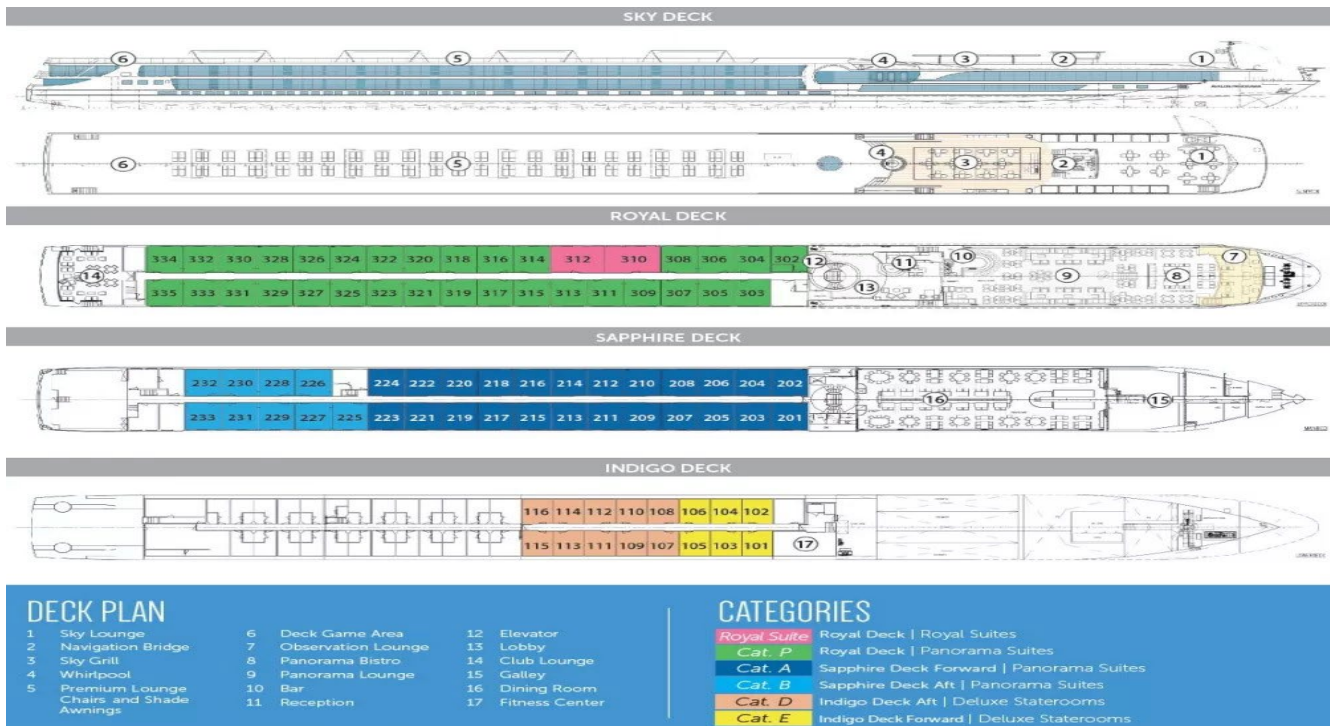 SKY DECK
6 5 4 3 2 1
6 5 4 3 2 1
ROYAL DECK
334 332 330 328 326 324 322 320 318 316 314 312 310 308 306 304 302 12 11 10 7
14 13 9 8
335 333 331 329 327 325 323 321 319 317 315 313 311 309 307 305 303
SAPPHIRE DECK
232 230 228 226 224 222 220 218 216 214 212 210 208 206 204 202
16 15
233 231 229 227 225 223 221 219 217 215 213 211 209 207 205 203 201
INDIGO DECK
116 114 112 110 108 106 104 102
115 113 111 109 107 105 103 101 17
DECK PLAN
1 Sky Lounge
2 Navigation Bridge
3 Sky Grill
4 Whirlpool
5 Premium Lounge
Chairs and Shade
Awnings
6 Deck Game Area
7 Observation Lounge
8 Panorama Bistro
9 Panorama Lounge
10 Bar
11 Reception
12 Elevator
13 Lobby
14 Club Lounge
15 Galley
16 Dining Room
17 Fitness Center
CATEGORIES
Royal Suite Royal Deck | Royal Suites
Cat. P Royal Deck | Panorama Suites
Cat. A Sapphire Deck Forward | Panorama Suites
Cat. B Sapphire Deck Aft | Panorama Suites
Cat. D Indigo Deck Aft | Deluxe Staterooms
Cat. E Indigo Deck Forward | Deluxe Staterooms